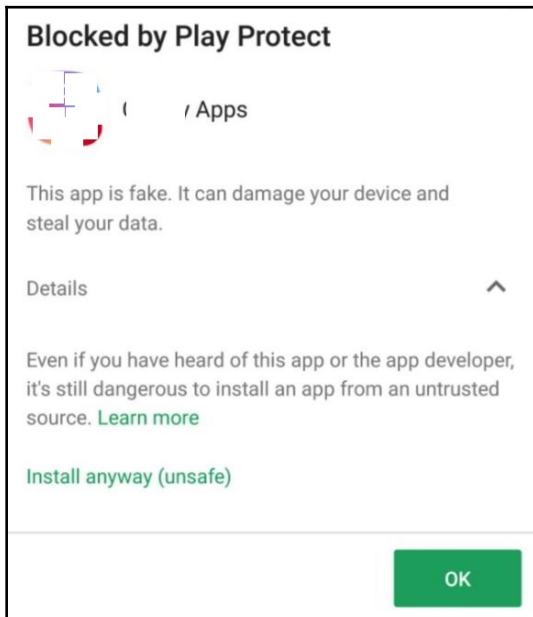 Blocked by Play Protect
Apps
This app is fake. It can damage your device and
steal your data.
Details
Even if you have heard of this app or the app developer,
it's still dangerous to install an app from an untrusted
source. Learn more
Install anyway (unsafe)
OK